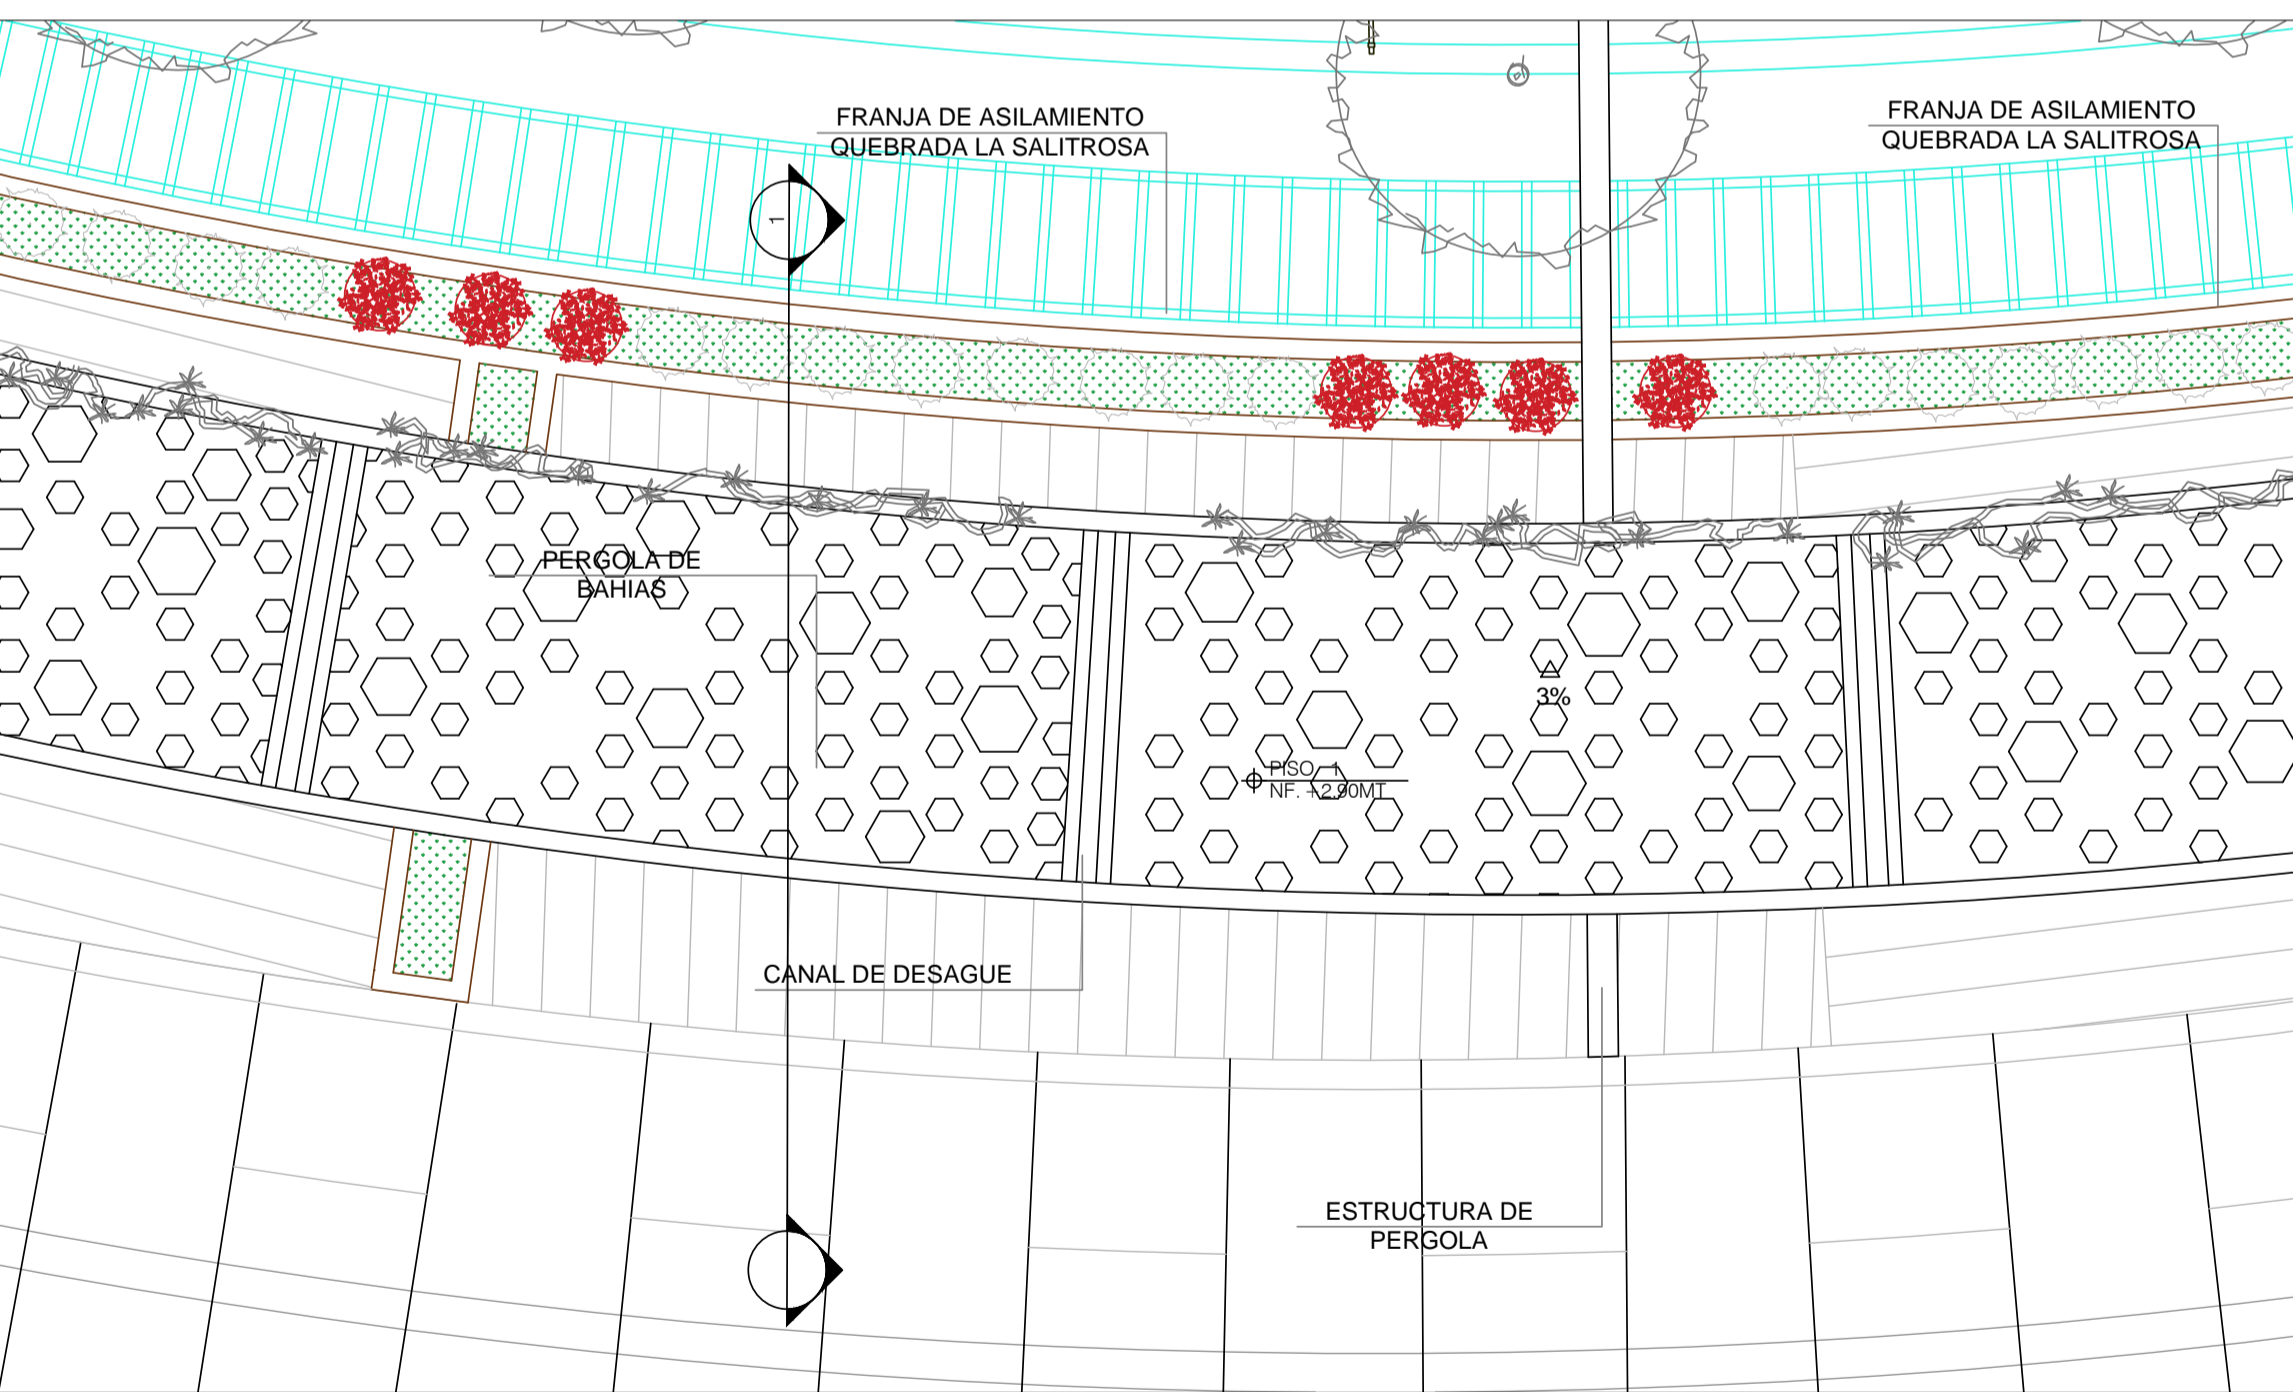 FRANJA DE ASILAMIENTO
QUEBRADA LA SALITROSA
FRANJA DE ASILAMIENTO
QUEBRADA LA SALITROSA
1
PERGOLA DE
BAHIAS
3%
PISO 1
NF. +2,90MT
CANAL DE DESAGUE
ESTRUCTURA DE
PERGOLA